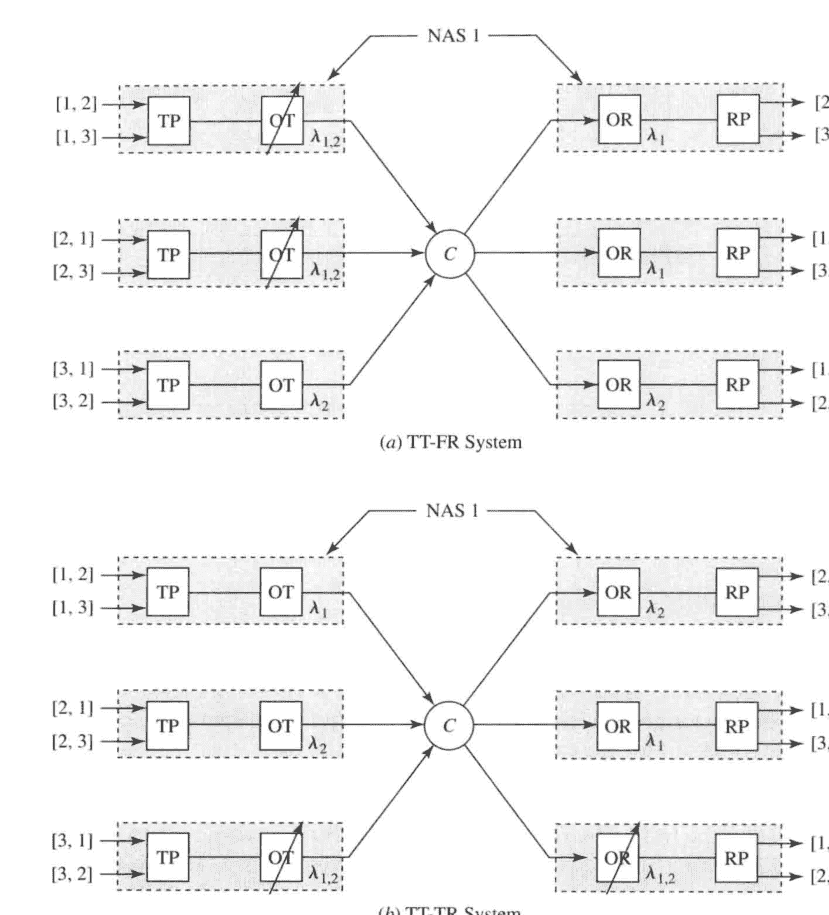 NAS 1
[1, 2]
[1, 3]
TP
OT
λ1,2
OR
λ1
RP
[2
[3
[2, 1]
[2, 3]
TP
OT
λ1,2
C
OR
λ1
RP
[1
[3,
[3, 1]
[3, 2]
TP
OT
λ2
OR
λ2
RP
[1,
[2,
(a) TT-FR System
NAS 1
[1, 2]
[1, 3]
TP
OT
λ1
OR
λ2
RP
[2,
[3,
[2, 1]
[2, 3]
TP
OT
λ2
C
OR
λ1
RP
[1,
[3,
[3, 1]
[3, 2]
TP
OT
λ1,2
OR
λ1,2
RP
[1,
[2,
(b) TT-TR System